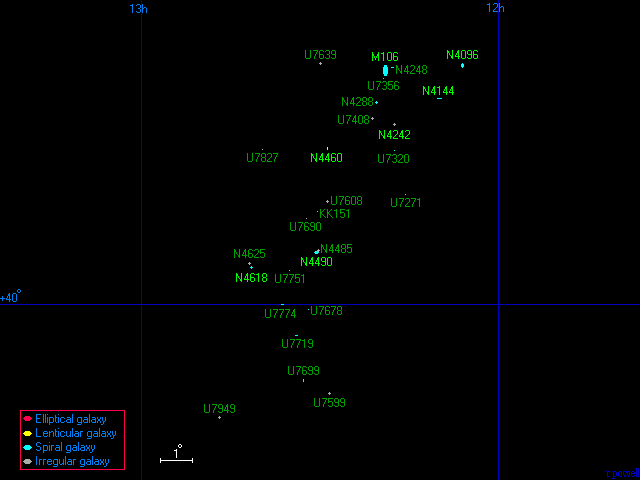 13h
12h
U7639
M106
N4096
N4248
U7356
N4144
N4288
U7408
N4242
U7827
N4460
U7320
U7271
U7608
KK151
U7690
N4485
N4625
N4490
N4618
U7751
+40°
U7774
U7678
U7719
U7699
U7599
U7949
Elliptical galaxy
Lenticular galaxy
Spiral galaxy
Irregular galaxy
1°
rpowell